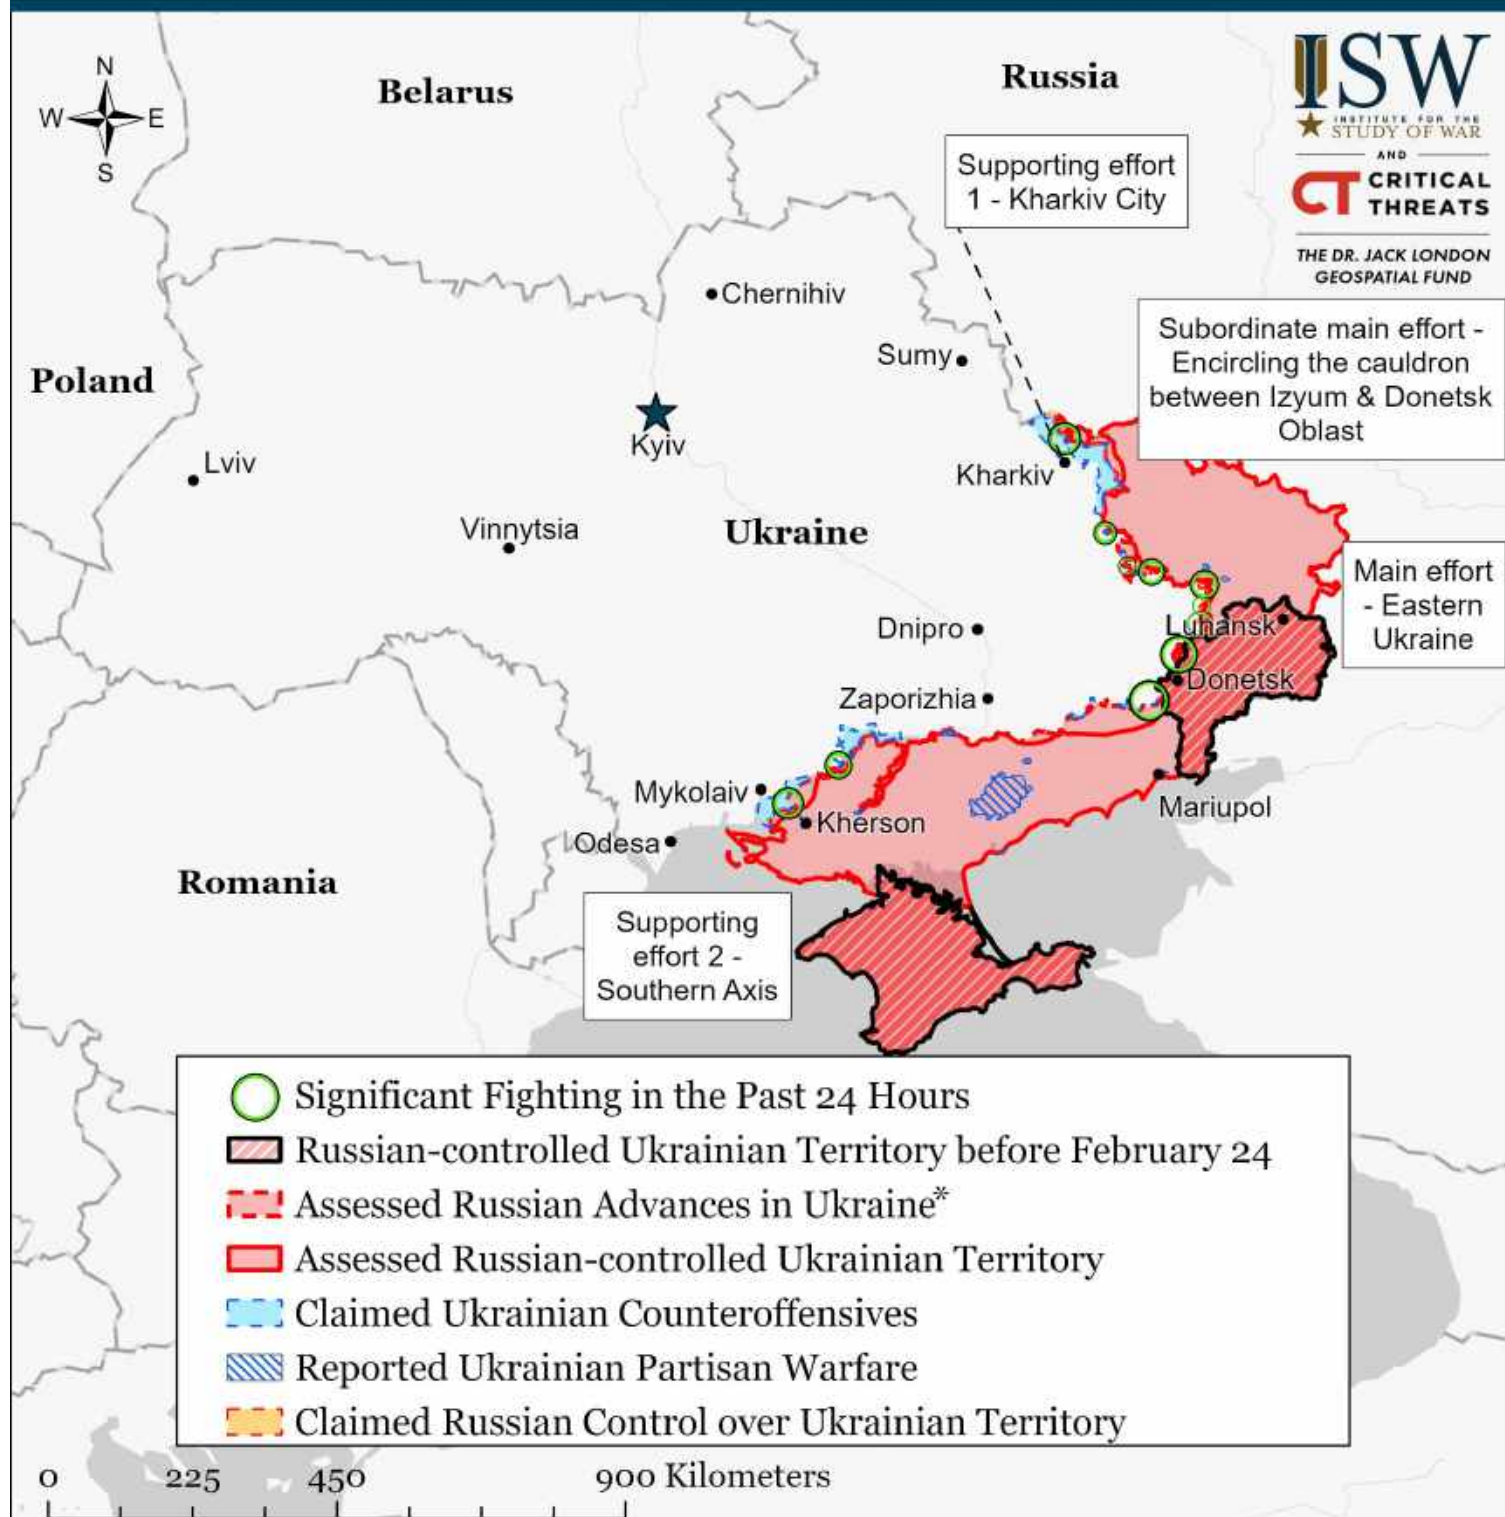 N
W E
S
Belarus
Russia
ISW
INSTITUTE FOR THE
STUDY OF WAR
AND
CT CRITICAL
THREATS
THE DR. JACK LONDON
GEOSPATIAL FUND
Supporting effort
1 - Kharkiv City
Chernihiv
Subordinate main effort -
Encircling the cauldron
between Izyum & Donetsk
Oblast
Sumy
Poland
Kyiv
Lviv
Kharkiv
Vinnytsia
Ukraine
Main effort
- Eastern
Ukraine
Dnipro
Luhansk
Donetsk
Zaporizhia
Mykolaiv
Mariupol
Kherson
Odesa
Romania
Supporting
effort 2 -
Southern Axis
Significant Fighting in the Past 24 Hours
Russian-controlled Ukrainian Territory before February 24
Assessed Russian Advances in Ukraine*
Assessed Russian-controlled Ukrainian Territory
Claimed Ukrainian Counteroffensives
Reported Ukrainian Partisan Warfare
Claimed Russian Control over Ukrainian Territory
0 225 450 900 Kilometers